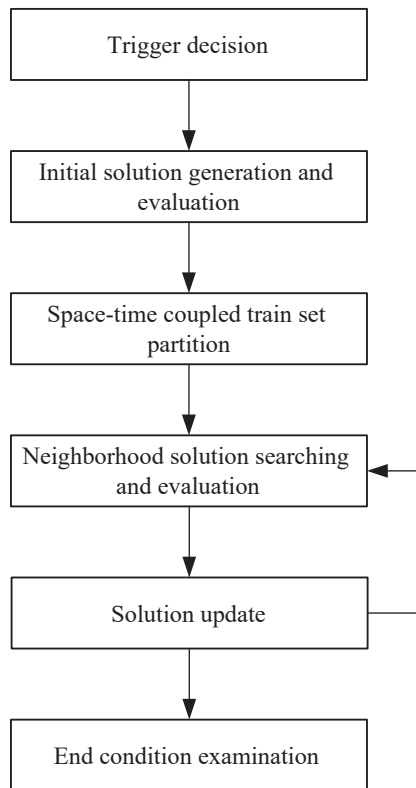 Trigger decision
Initial solution generation and
evaluation
Space-time coupled train set
partition
Neighborhood solution searching
and evaluation
Solution update
End condition examination